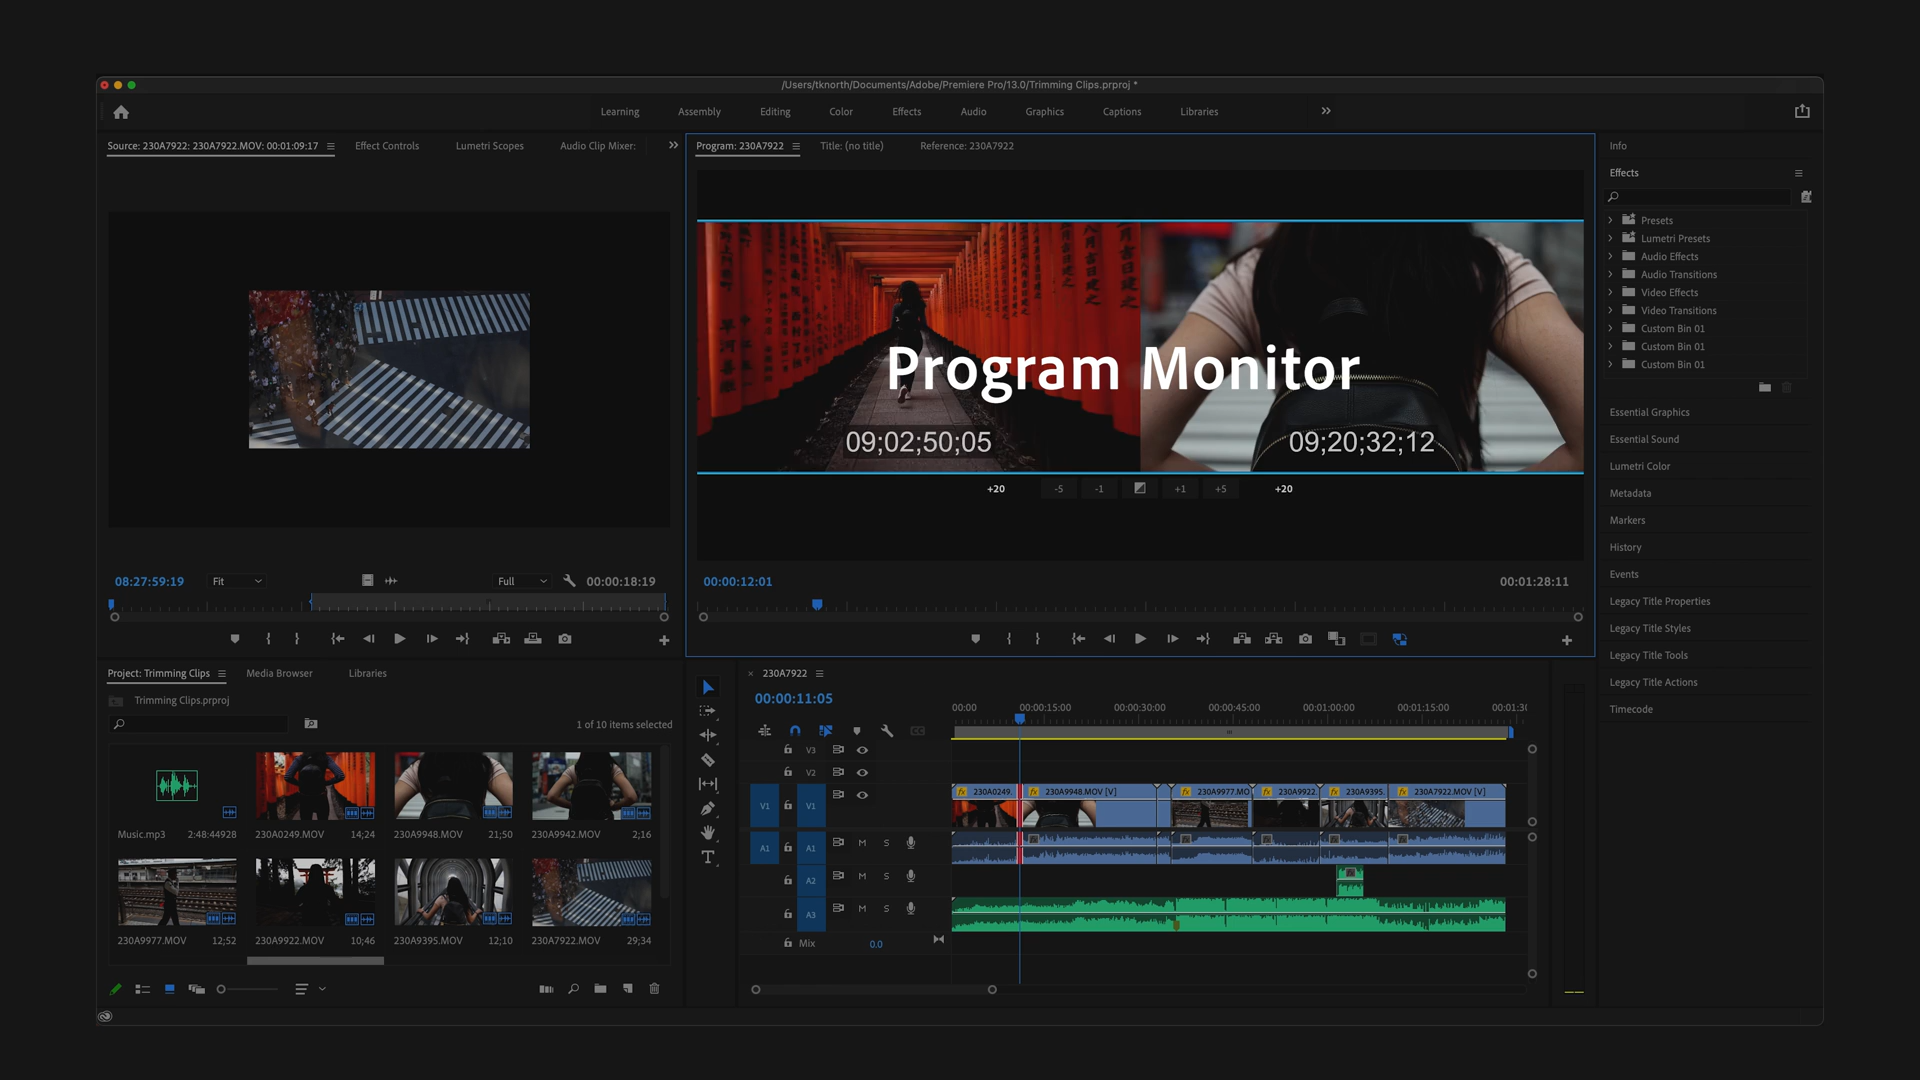 /Users/tknorth/Documents/Adobe/Premiere Pro/13.0/Trimming Clips.prproj *
Learning Assembly Editing Color Effects Audio Graphics Captions Libraries
Source: 230A7922: 230A7922.MOV: 00:01:09:17 Effect Controls Lumetri Scopes Audio Clip Mixer:
Program: 230A7922 Title: (no title) Reference: 230A7922
Program Monitor
09;02;50;05 09;20;32;12
+20 -5 -1 +1 +5 +20
08:27:59:19 Fit Full 00:00:18:19
00:00:12:01 00:01:28:11
Info
Effects
Presets
Lumetri Presets
Audio Effects
Audio Transitions
Video Effects
Video Transitions
Custom Bin 01
Custom Bin 01
Custom Bin 01
Essential Graphics
Essential Sound
Lumetri Color
Metadata
Markers
History
Events
Legacy Title Properties
Legacy Title Styles
Legacy Title Tools
Legacy Title Actions
Timecode
Project: Trimming Clips Media Browser Libraries
Trimming Clips.prproj
1 of 10 items selected
Music.mp3 2:48:44928 230A0249.MOV 14;24 230A9948.MOV 21;50 230A9942.MOV 2;16
230A9977.MOV 12;52 230A9922.MOV 10;46 230A9395.MOV 12;10 230A7922.MOV 29;34
230A7922
00:00:11:05
00:00 00:00:15:00 00:00:30:00 00:00:45:00 00:01:00:00 00:01:15:00 00:01:30
V3
V2
V1 V1 fx 230A0249. fx 230A9948.MOV [V] fx 230A9977.MO fx 230A9922. fx 230A9395. fx 230A7922.MOV [V]
A1 A1 M S
A2 M S
A3 M S
Mix 0.0